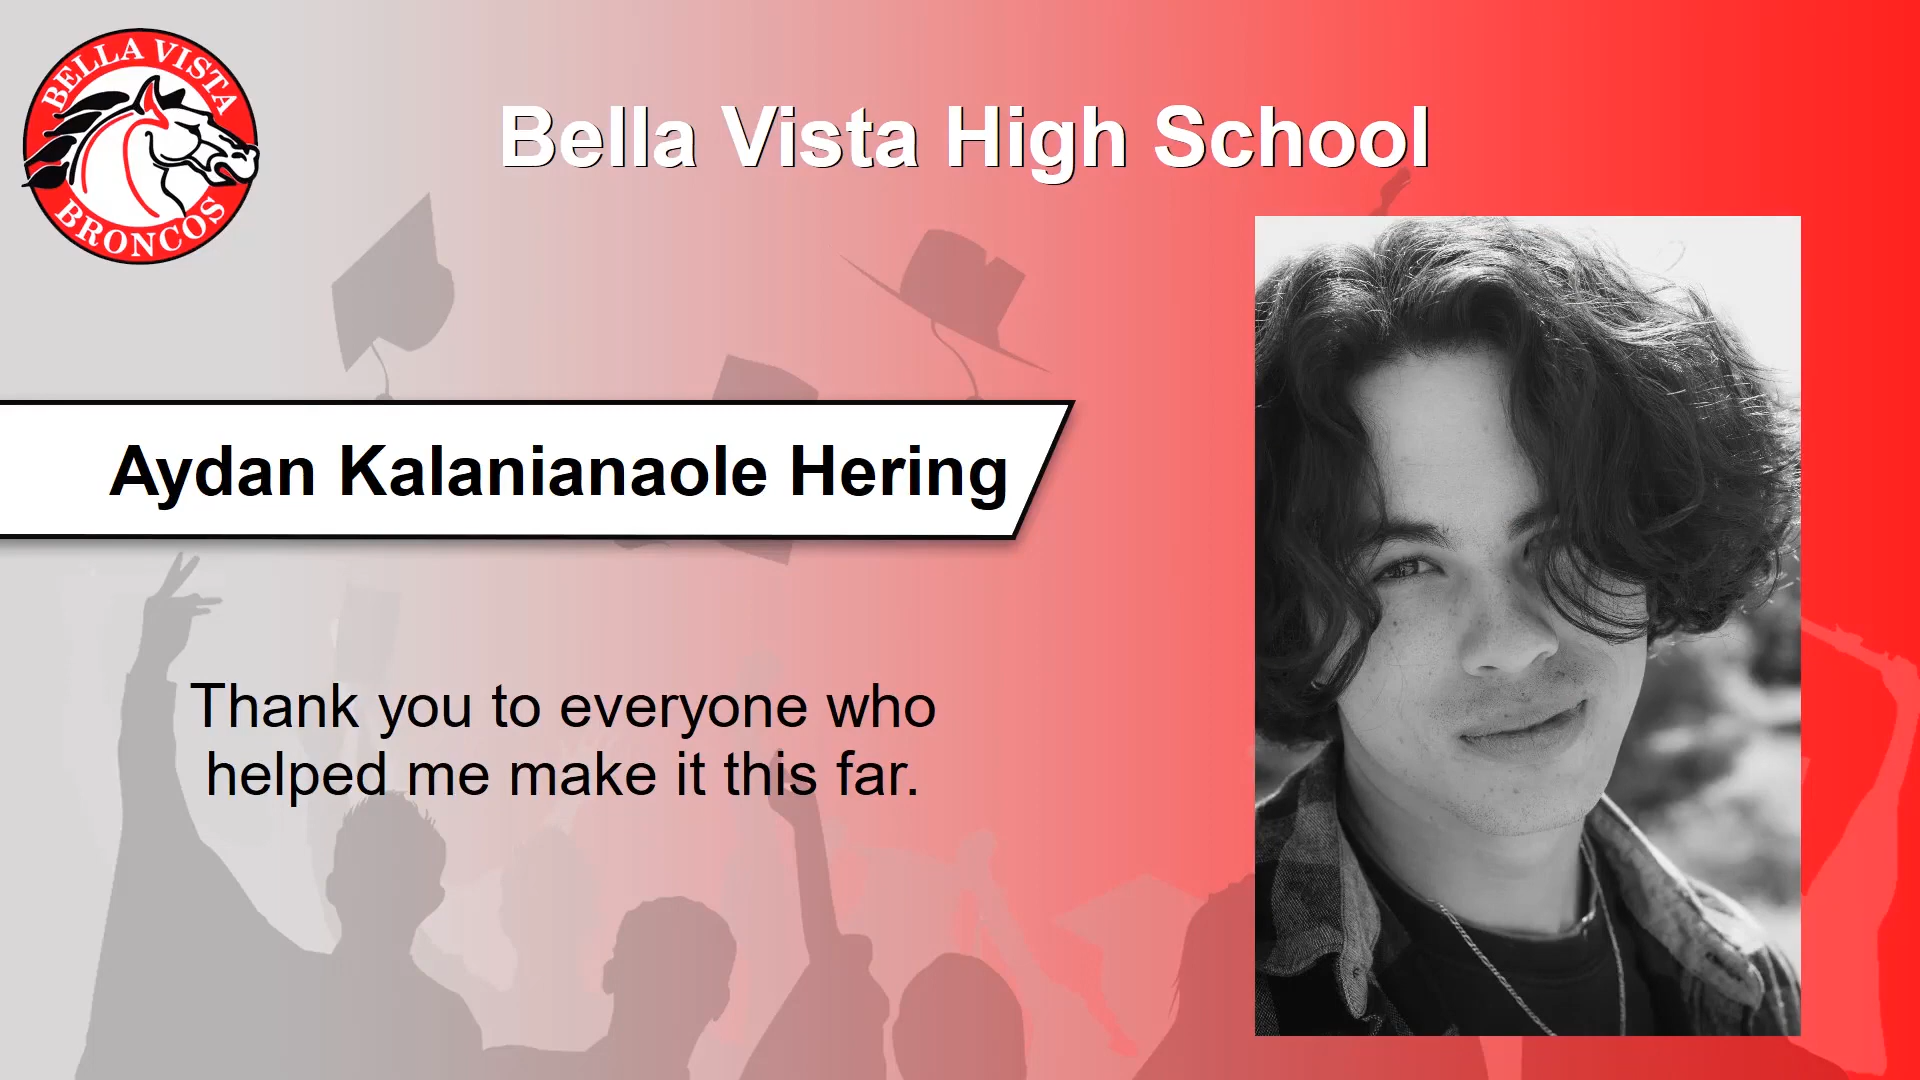 BELLA VISTA
BRONCOS
Bella Vista High School
Aydan Kalanianaole Hering
Thank you to everyone who
helped me make it this far.